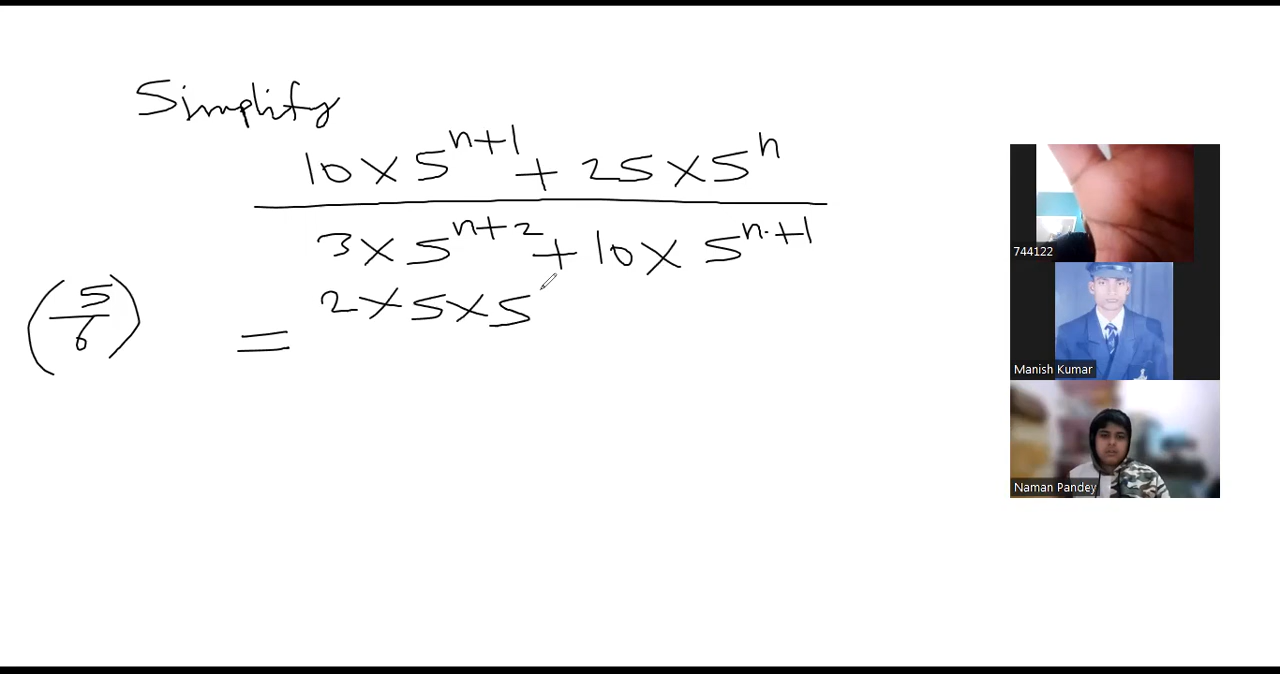 Simplify
10 × 5^{n+1} + 25 × 5^n
3 × 5^{n+2} + 10 × 5^{n+1}
2 × 5 × 5
=
(5/6)
744122
Manish Kumar
Naman Pandey